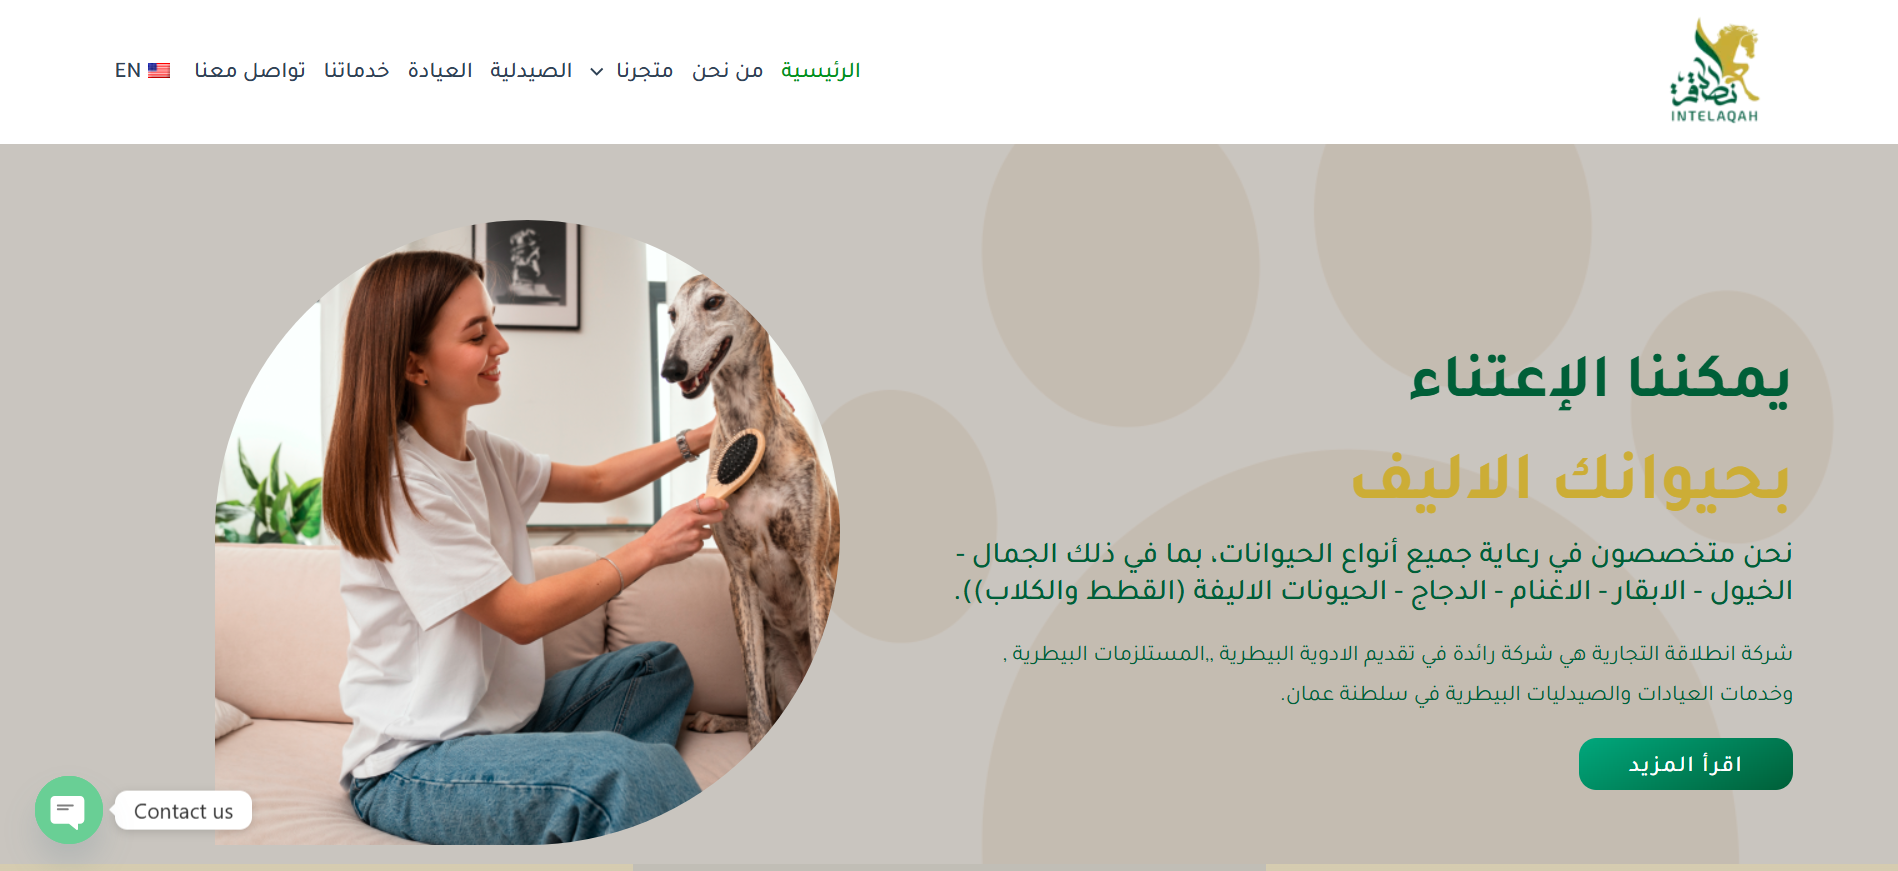 انطلاقة
INTELAQAH
الرئيسية
من نحن
متجرنا
الصيدلية
العيادة
خدماتنا
تواصل معنا
EN
يمكننا الإعتناء
بحيوانك الاليف
نحن متخصصون في رعاية جميع أنواع الحيوانات، بما في ذلك الجمال -
الخيول - الابقار - الاغنام - الدجاج - الحيونات الاليفة (القطط والكلاب)).
شركة انطلاقة التجارية هي شركة رائدة في تقديم الادوية البيطرية ,,المستلزمات البيطرية ,
وخدمات العيادات والصيدليات البيطرية في سلطنة عمان.
اقرأ المزيد
Contact us